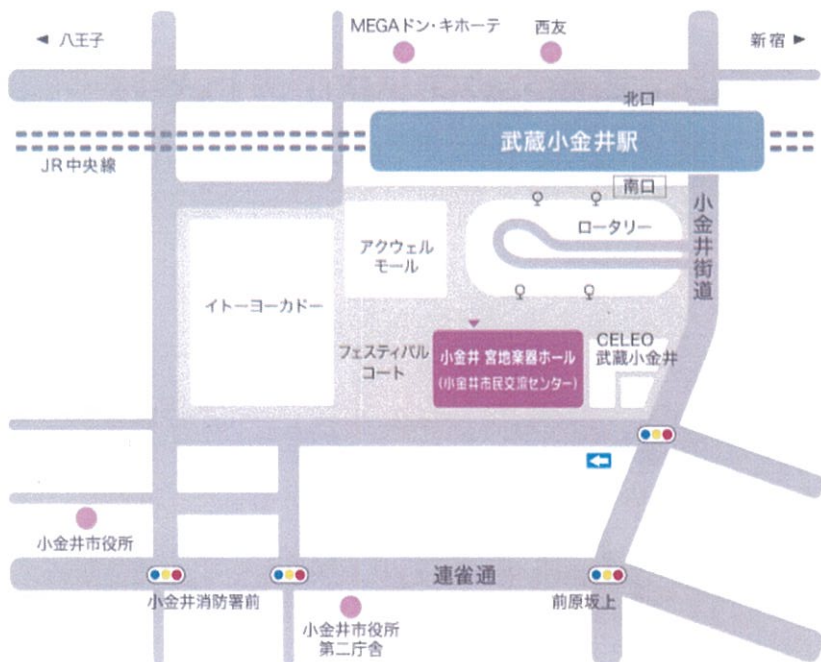 MEGAドン・キホーテ
西友
◀ 八王子
新宿 ▶
北口
武蔵小金井駅
JR中央線
南口
ロータリー
小金井街道
アクウェル
モール
イトーヨーカドー
フェスティバル
コート
小金井 宮地楽器ホール
(小金井市民交流センター)
CELEO
武蔵小金井
小金井市役所
連雀通
小金井消防署前
前原坂上
小金井市役所
第二庁舎